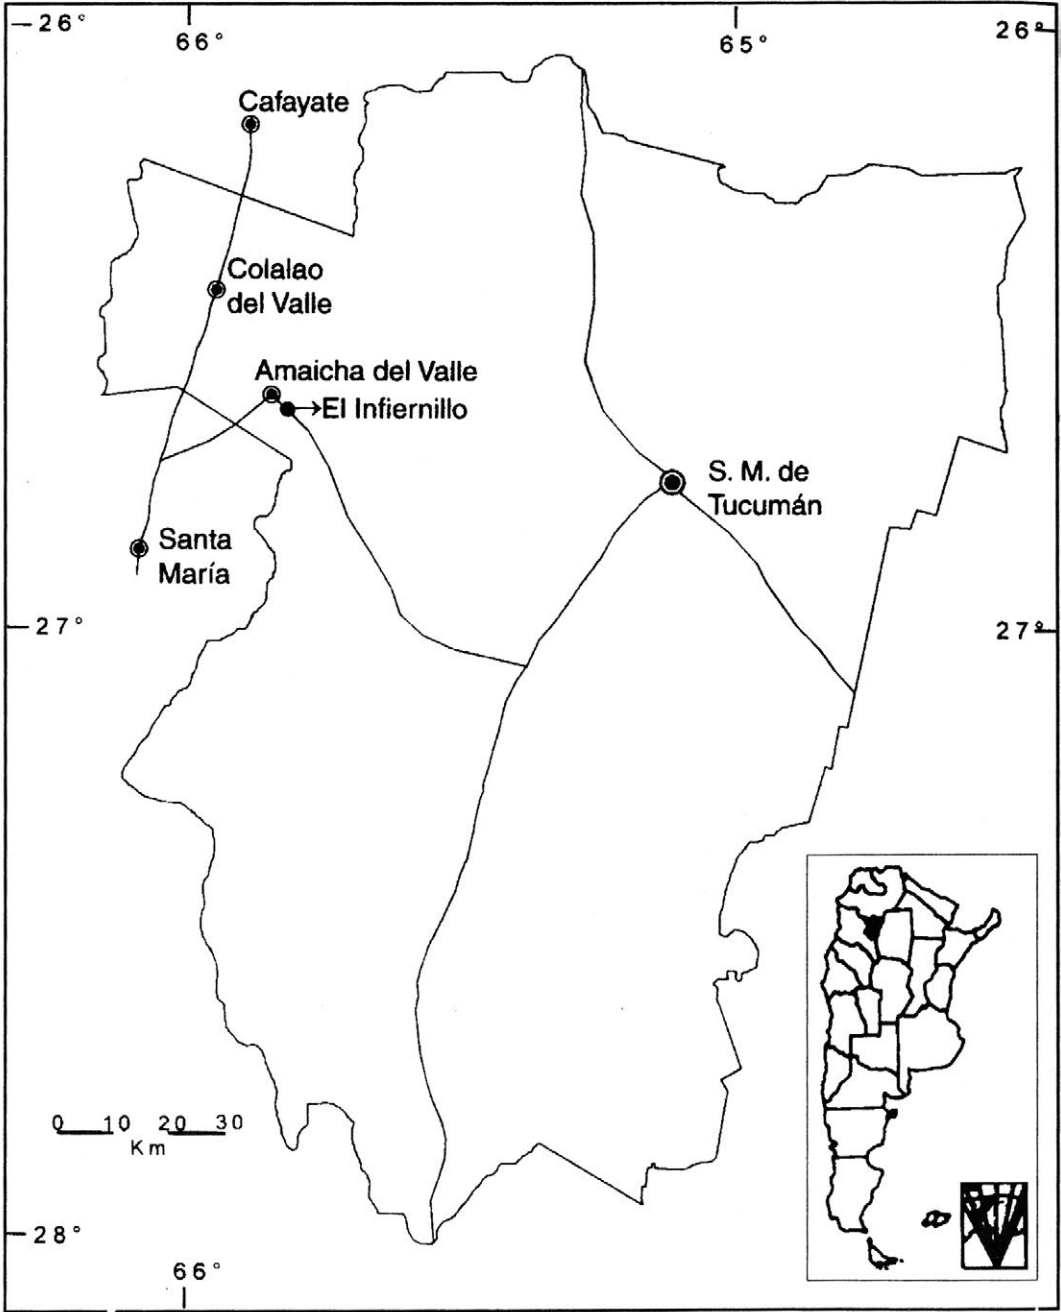 26°
66°
65°
26°
Cafayate
Colalao
del Valle
Amaicha del Valle
El Infiernillo
S. M. de
Tucumán
Santa
María
27°
27°
0 10 20 30
Km
28°
66°